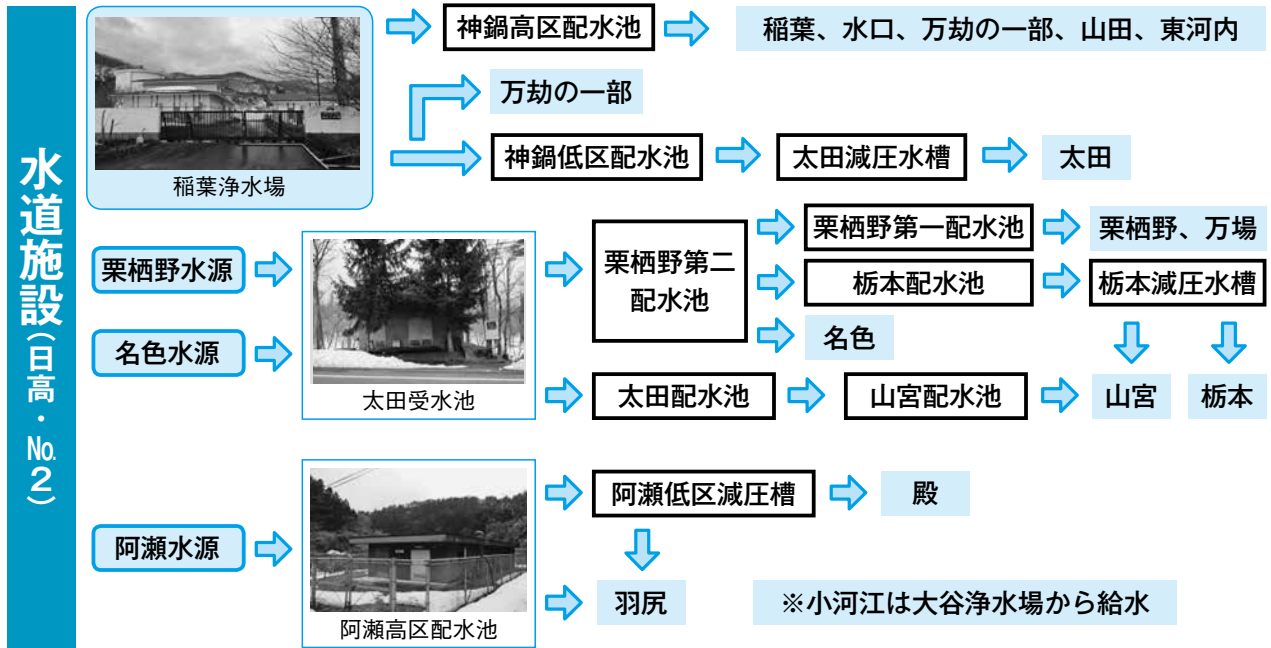 水道施設(日高・№2)
稲葉浄水場
神鍋高区配水池
稲葉、水口、万劫の一部、山田、東河内
万劫の一部
神鍋低区配水池
太田減圧水槽
太田
栗栖野水源
名色水源
太田受水池
栗栖野第二
配水池
栗栖野第一配水池
栗栖野、万場
栃本配水池
栃本減圧水槽
名色
太田配水池
山宮配水池
山宮
栃本
阿瀬水源
阿瀬高区配水池
阿瀬低区減圧槽
殿
羽尻
※小河江は大谷浄水場から給水